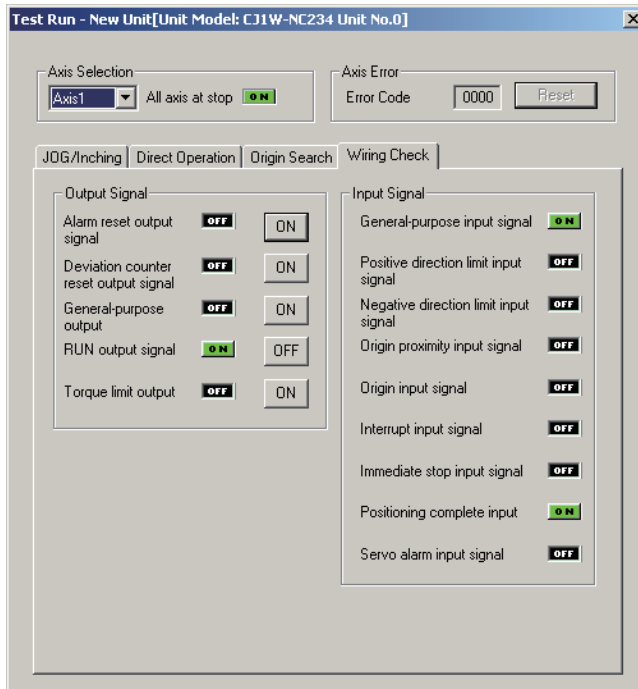 Test Run - New Unit[Unit Model: CJ1W-NC234 Unit No.0]
Axis Selection
Axis1
All axis at stop
ON
Axis Error
Error Code
0000
Reset
JOG/Inching
Direct Operation
Origin Search
Wiring Check
Output Signal
Alarm reset output
signal
OFF
ON
Deviation counter
reset output signal
OFF
ON
General-purpose
output
OFF
ON
RUN output signal
ON
OFF
Torque limit output
OFF
ON
Input Signal
General-purpose input signal
ON
Positive direction limit input
signal
OFF
Negative direction limit input
signal
OFF
Origin proximity input signal
OFF
Origin input signal
OFF
Interrupt input signal
OFF
Immediate stop input signal
OFF
Positioning complete input
ON
Servo alarm input signal
OFF